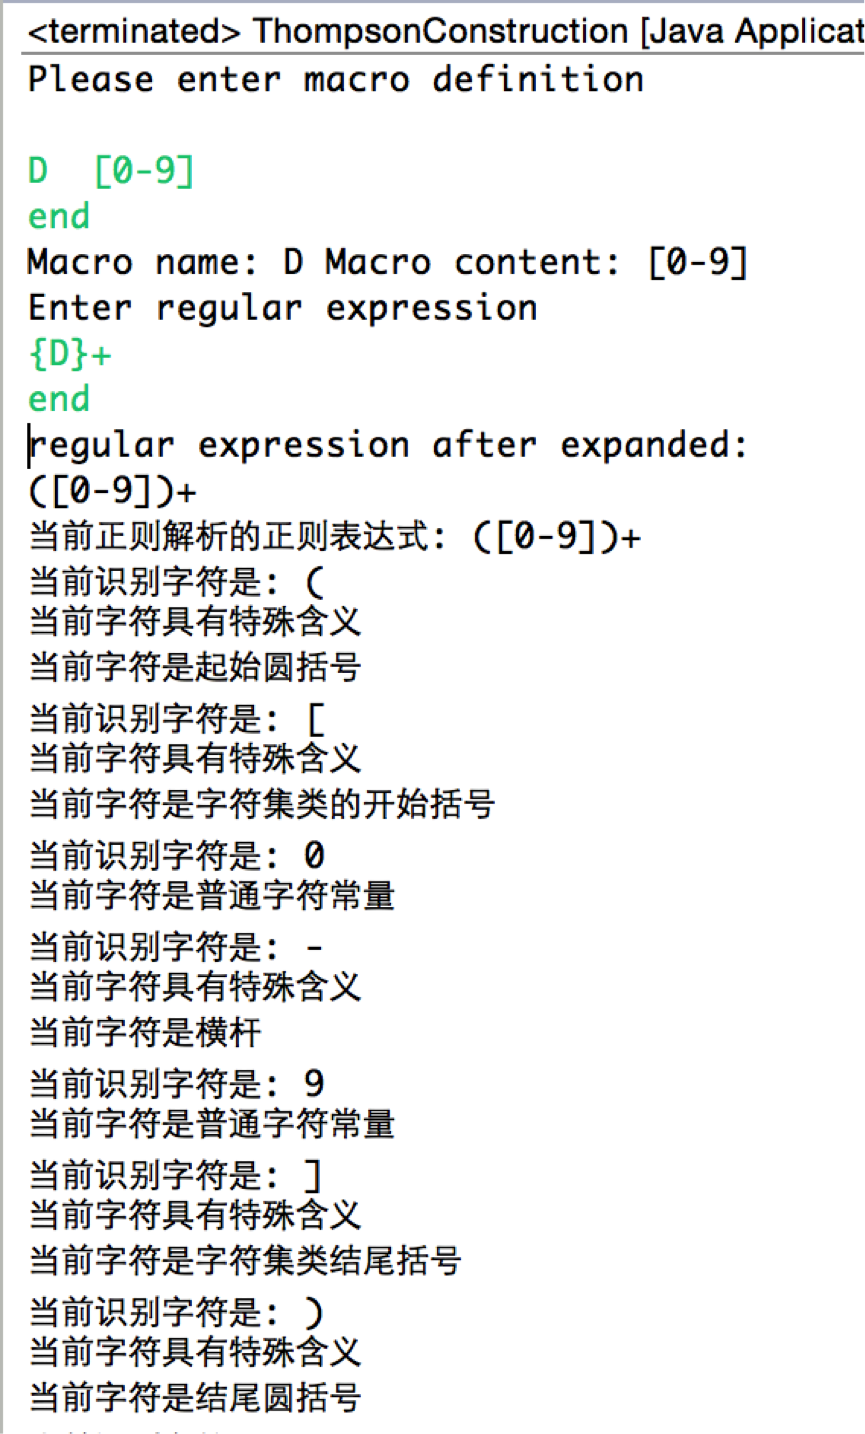 <terminated> ThompsonConstruction [Java Applicat
Please enter macro definition
D  [0-9]
end
Macro name: D Macro content: [0-9]
Enter regular expression
{D}+
end
regular expression after expanded:
([0-9])+
当前正则解析的正则表达式: ([0-9])+
当前识别字符是: (
当前字符具有特殊含义
当前字符是起始圆括号
当前识别字符是: [
当前字符具有特殊含义
当前字符是字符集类的开始括号
当前识别字符是: 0
当前字符是普通字符常量
当前识别字符是: -
当前字符具有特殊含义
当前字符是横杆
当前识别字符是: 9
当前字符是普通字符常量
当前识别字符是: ]
当前字符具有特殊含义
当前字符是字符集类结尾括号
当前识别字符是: )
当前字符具有特殊含义
当前字符是结尾圆括号